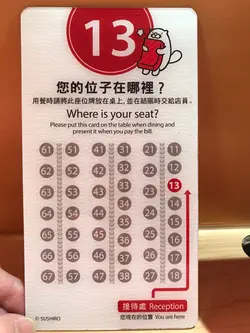 13
您的位子在哪裡？
用餐時請將此座位牌放在桌上，並在結帳時交給店員。
Where is your seat?
Please put this card on the table when dining and
present it when you pay the bill.
61 51 41 31 21 11
62 52 42 32 22 12
63 53 43 33 23 13
64 54 44 34 24 14
65 55 45 35 25 15
66 56 46 36 26 16
67 57 47 37 27 17
18
接待處 Reception
您現在的位置 You are here
© SUSHIRO